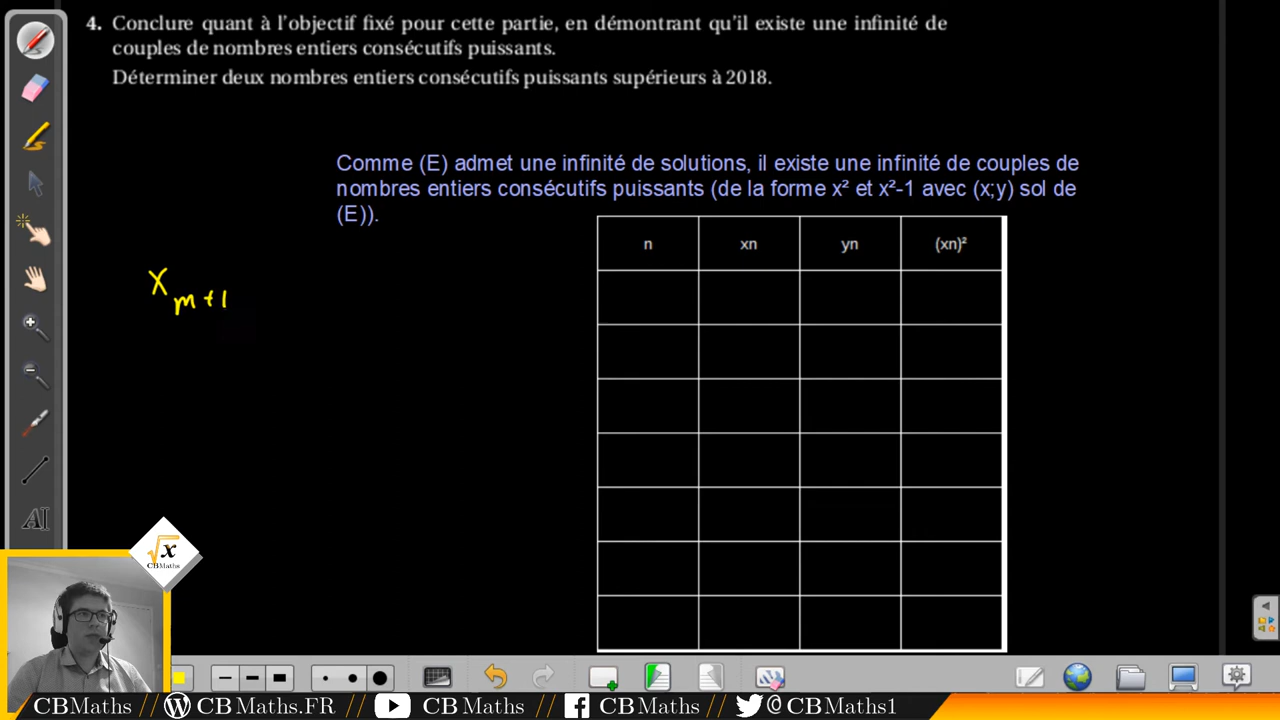 4. Conclure quant à l'objectif fixé pour cette partie, en démontrant qu'il existe une infinité de
couples de nombres entiers consécutifs puissants.
Déterminer deux nombres entiers consécutifs puissants supérieurs à 2018.
Comme (E) admet une infinité de solutions, il existe une infinité de couples de
nombres entiers consécutifs puissants (de la forme x² et x²-1 avec (x;y) sol de
(E)).
n xn yn (xn)²
X m+1
AI
√x
CBMaths
CBMaths CBMaths.FR CBMaths CBMaths @CBMaths1